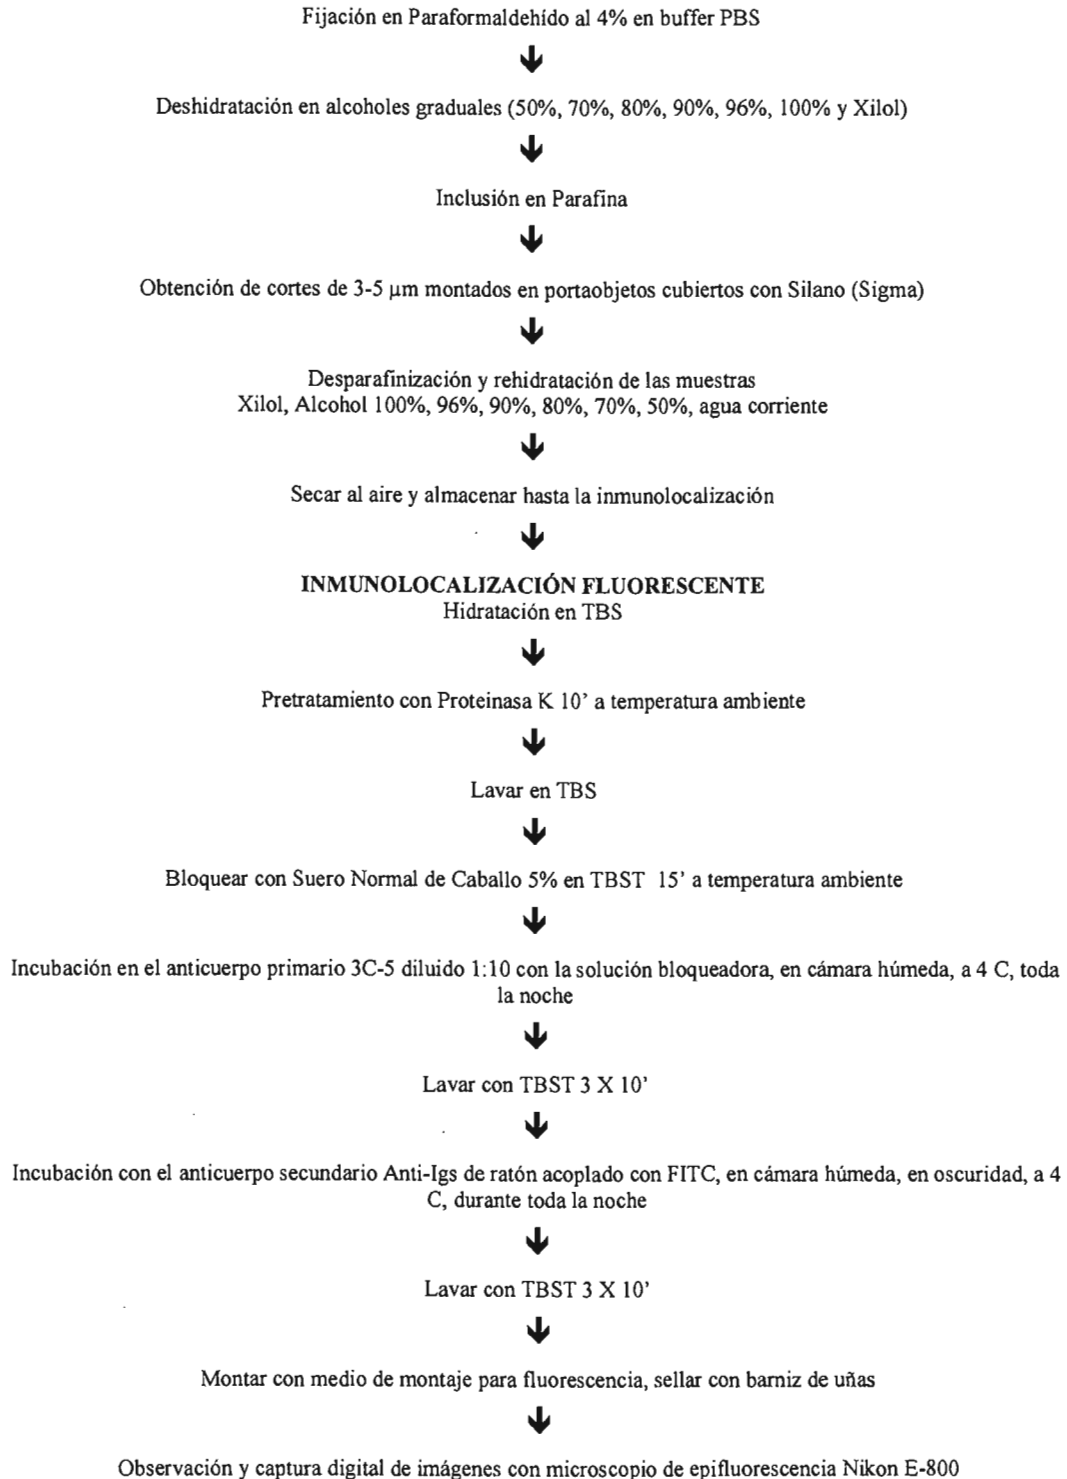 Fijación en Paraformaldehído al 4% en buffer PBS
Deshidratación en alcoholes graduales (50%, 70%, 80%, 90%, 96%, 100% y Xilol)
Inclusión en Parafina
Obtención de cortes de 3-5 µm montados en portaobjetos cubiertos con Silano (Sigma)
Desparafinización y rehidratación de las muestras
Xilol, Alcohol 100%, 96%, 90%, 80%, 70%, 50%, agua corriente
Secar al aire y almacenar hasta la inmunolocalización
INMUNOLOCALIZACIÓN FLUORESCENTE
Hidratación en TBS
Pretratamiento con Proteinasa K 10’ a temperatura ambiente
Lavar en TBS
Bloquear con Suero Normal de Caballo 5% en TBST 15’ a temperatura ambiente
Incubación en el anticuerpo primario 3C-5 diluido 1:10 con la solución bloqueadora, en cámara húmeda, a 4 C, toda
la noche
Lavar con TBST 3 X 10’
Incubación con el anticuerpo secundario Anti-Igs de ratón acoplado con FITC, en cámara húmeda, en oscuridad, a 4
C, durante toda la noche
Lavar con TBST 3 X 10’
Montar con medio de montaje para fluorescencia, sellar con barniz de uñas
Observación y captura digital de imágenes con microscopio de epifluorescencia Nikon E-800